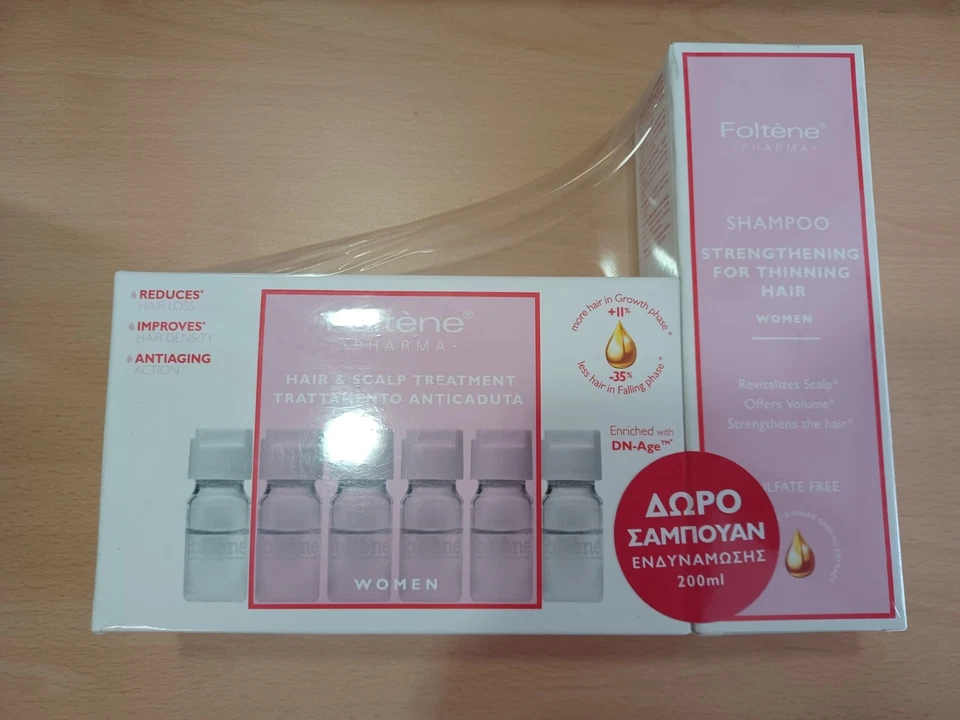 REDUCES*
HAIR LOSS
IMPROVES*
HAIR DENSITY
ANTIAGING
ACTION
Foltène®
PHARMA
HAIR & SCALP TREATMENT
TRATTAMENTO ANTICADUTA
WOMEN
more hair in Growth phase*
+11%
-35%
less hair in Falling phase*
Enriched with
DN-Age™*
ΔΩΡΟ
ΣΑΜΠΟΥΑΝ
ΕΝΔΥΝΑΜΩΣΗΣ
200ml
Foltène®
PHARMA
SHAMPOO
STRENGTHENING
FOR THINNING
HAIR
WOMEN
Revitalizes Scalp*
Offers Volume*
Strengthens the hair*
FREE